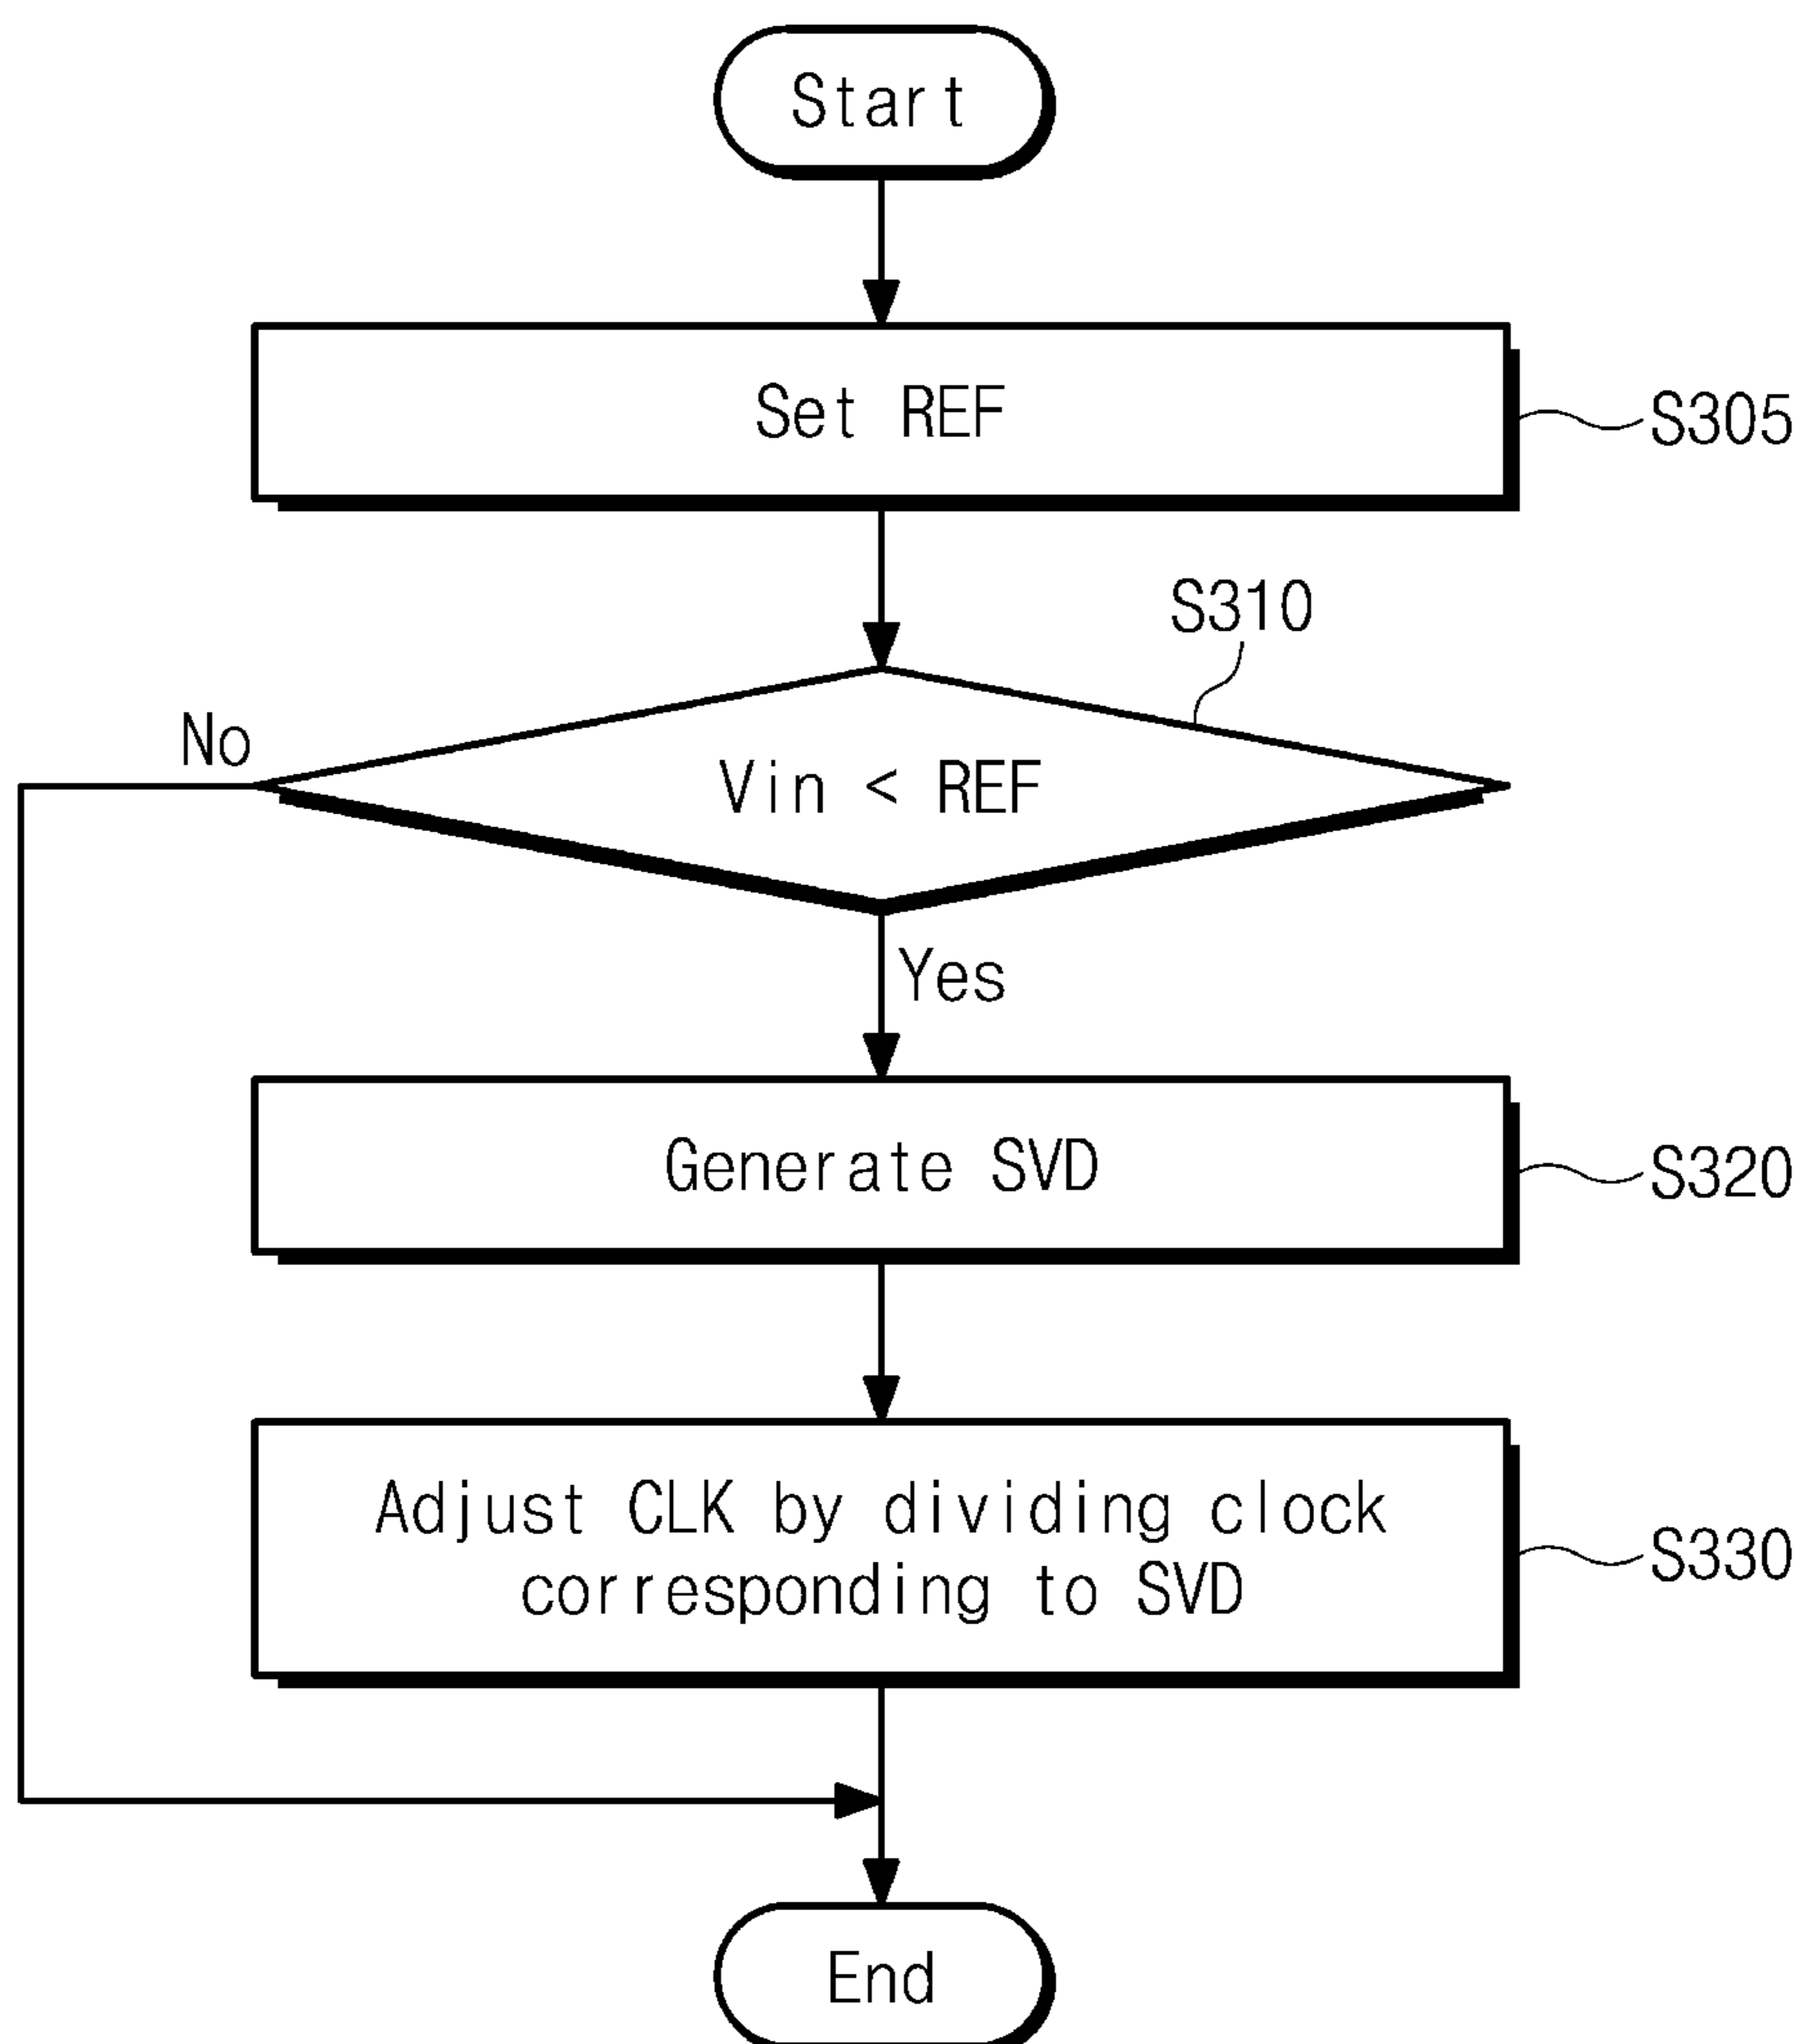 Start
Set REF
S305
S310
No
Vin < REF
Yes
Generate SVD
S320
Adjust CLK by dividing clock
corresponding to SVD
S330
End